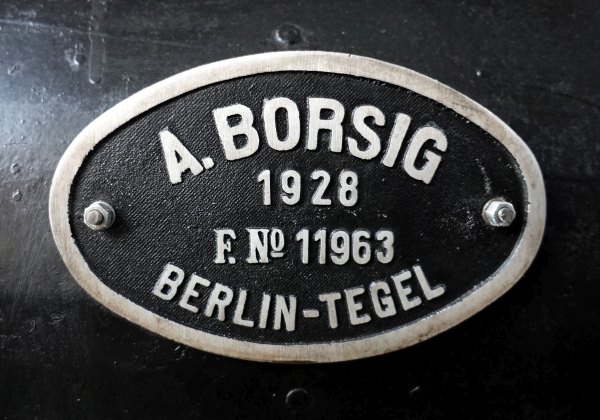 A. BORSIG
1928
F. Nº 11963
BERLIN-TEGEL